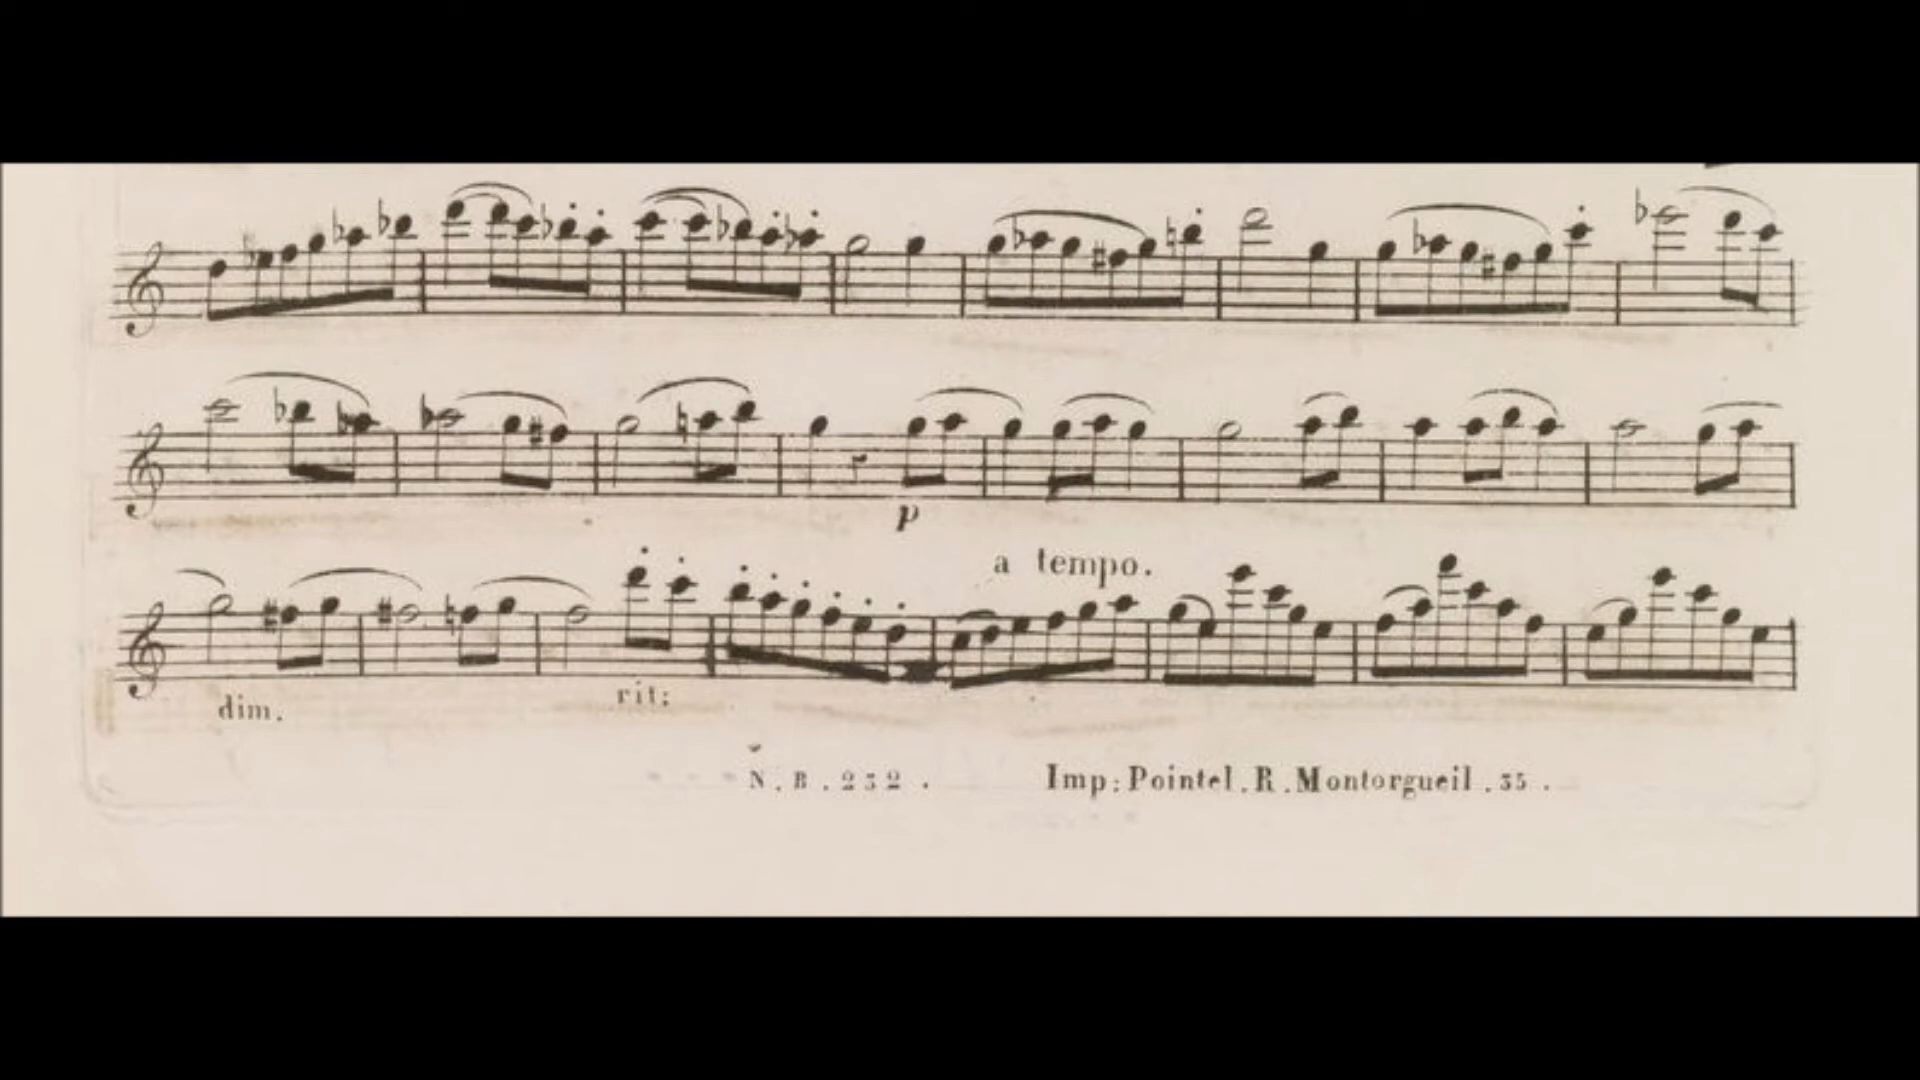 p
a tempo.
dim.
rit:
N.B.232.
Imp: Pointel.R.Montorgueil.35.